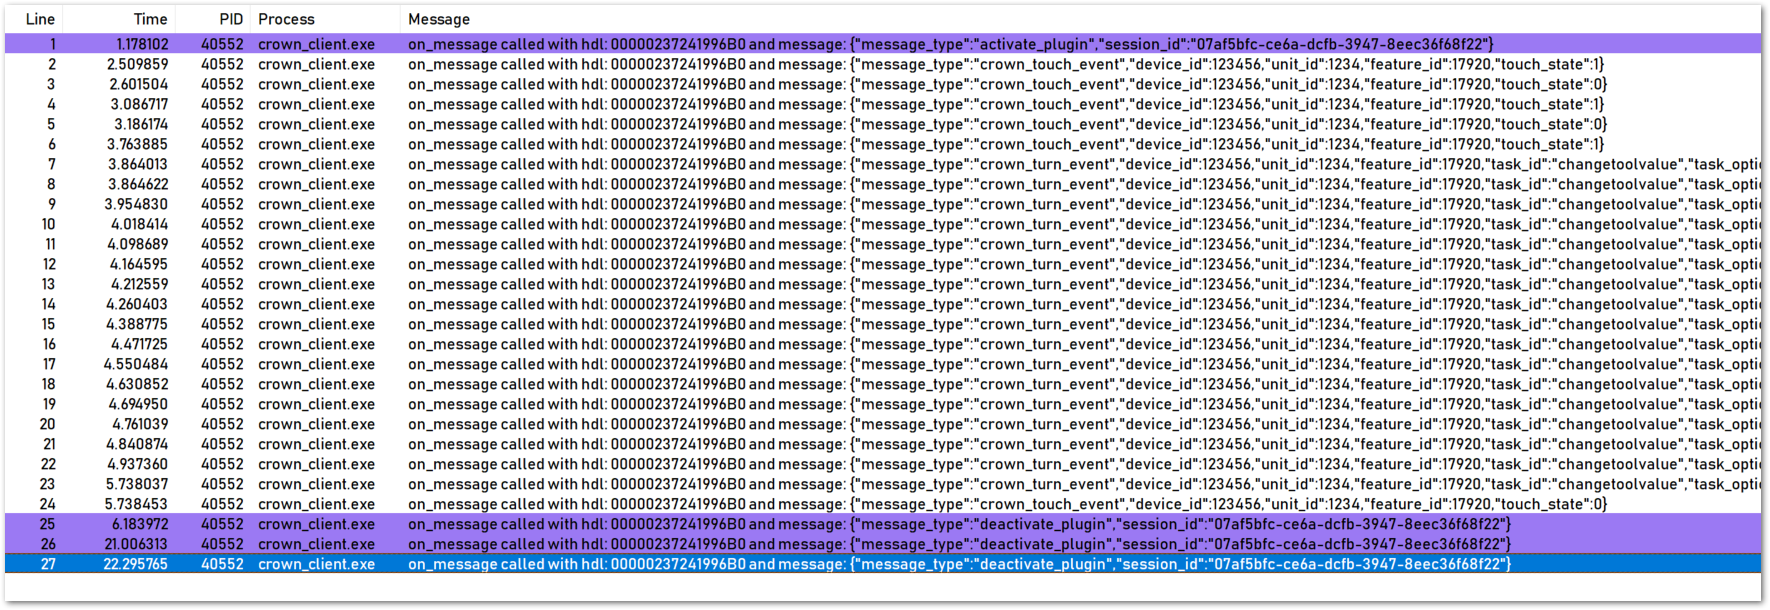 Line Time PID Process Message
1 1.178102 40552 crown_client.exe on_message called with hdl: 00000237241996B0 and message: {"message_type":"activate_plugin","session_id":"07af5bfc-ce6a-dcfb-3947-8eec36f68f22"}
2 2.509859 40552 crown_client.exe on_message called with hdl: 00000237241996B0 and message: {"message_type":"crown_touch_event","device_id":123456,"unit_id":1234,"feature_id":17920,"touch_state":1}
3 2.601504 40552 crown_client.exe on_message called with hdl: 00000237241996B0 and message: {"message_type":"crown_touch_event","device_id":123456,"unit_id":1234,"feature_id":17920,"touch_state":0}
4 3.086717 40552 crown_client.exe on_message called with hdl: 00000237241996B0 and message: {"message_type":"crown_touch_event","device_id":123456,"unit_id":1234,"feature_id":17920,"touch_state":1}
5 3.186174 40552 crown_client.exe on_message called with hdl: 00000237241996B0 and message: {"message_type":"crown_touch_event","device_id":123456,"unit_id":1234,"feature_id":17920,"touch_state":0}
6 3.763885 40552 crown_client.exe on_message called with hdl: 00000237241996B0 and message: {"message_type":"crown_touch_event","device_id":123456,"unit_id":1234,"feature_id":17920,"touch_state":1}
7 3.864013 40552 crown_client.exe on_message called with hdl: 00000237241996B0 and message: {"message_type":"crown_turn_event","device_id":123456,"unit_id":1234,"feature_id":17920,"task_id":"changetoolvalue","task_optic
8 3.864622 40552 crown_client.exe on_message called with hdl: 00000237241996B0 and message: {"message_type":"crown_turn_event","device_id":123456,"unit_id":1234,"feature_id":17920,"task_id":"changetoolvalue","task_optic
9 3.954830 40552 crown_client.exe on_message called with hdl: 00000237241996B0 and message: {"message_type":"crown_turn_event","device_id":123456,"unit_id":1234,"feature_id":17920,"task_id":"changetoolvalue","task_optic
10 4.018414 40552 crown_client.exe on_message called with hdl: 00000237241996B0 and message: {"message_type":"crown_turn_event","device_id":123456,"unit_id":1234,"feature_id":17920,"task_id":"changetoolvalue","task_optic
11 4.098689 40552 crown_client.exe on_message called with hdl: 00000237241996B0 and message: {"message_type":"crown_turn_event","device_id":123456,"unit_id":1234,"feature_id":17920,"task_id":"changetoolvalue","task_optic
12 4.164595 40552 crown_client.exe on_message called with hdl: 00000237241996B0 and message: {"message_type":"crown_turn_event","device_id":123456,"unit_id":1234,"feature_id":17920,"task_id":"changetoolvalue","task_optic
13 4.212559 40552 crown_client.exe on_message called with hdl: 00000237241996B0 and message: {"message_type":"crown_turn_event","device_id":123456,"unit_id":1234,"feature_id":17920,"task_id":"changetoolvalue","task_optic
14 4.260403 40552 crown_client.exe on_message called with hdl: 00000237241996B0 and message: {"message_type":"crown_turn_event","device_id":123456,"unit_id":1234,"feature_id":17920,"task_id":"changetoolvalue","task_optic
15 4.388775 40552 crown_client.exe on_message called with hdl: 00000237241996B0 and message: {"message_type":"crown_turn_event","device_id":123456,"unit_id":1234,"feature_id":17920,"task_id":"changetoolvalue","task_optic
16 4.471725 40552 crown_client.exe on_message called with hdl: 00000237241996B0 and message: {"message_type":"crown_turn_event","device_id":123456,"unit_id":1234,"feature_id":17920,"task_id":"changetoolvalue","task_optic
17 4.550484 40552 crown_client.exe on_message called with hdl: 00000237241996B0 and message: {"message_type":"crown_turn_event","device_id":123456,"unit_id":1234,"feature_id":17920,"task_id":"changetoolvalue","task_optic
18 4.630852 40552 crown_client.exe on_message called with hdl: 00000237241996B0 and message: {"message_type":"crown_turn_event","device_id":123456,"unit_id":1234,"feature_id":17920,"task_id":"changetoolvalue","task_optic
19 4.694950 40552 crown_client.exe on_message called with hdl: 00000237241996B0 and message: {"message_type":"crown_turn_event","device_id":123456,"unit_id":1234,"feature_id":17920,"task_id":"changetoolvalue","task_optic
20 4.761039 40552 crown_client.exe on_message called with hdl: 00000237241996B0 and message: {"message_type":"crown_turn_event","device_id":123456,"unit_id":1234,"feature_id":17920,"task_id":"changetoolvalue","task_optic
21 4.840874 40552 crown_client.exe on_message called with hdl: 00000237241996B0 and message: {"message_type":"crown_turn_event","device_id":123456,"unit_id":1234,"feature_id":17920,"task_id":"changetoolvalue","task_optic
22 4.937360 40552 crown_client.exe on_message called with hdl: 00000237241996B0 and message: {"message_type":"crown_turn_event","device_id":123456,"unit_id":1234,"feature_id":17920,"task_id":"changetoolvalue","task_optic
23 5.738037 40552 crown_client.exe on_message called with hdl: 00000237241996B0 and message: {"message_type":"crown_turn_event","device_id":123456,"unit_id":1234,"feature_id":17920,"task_id":"changetoolvalue","task_optic
24 5.738453 40552 crown_client.exe on_message called with hdl: 00000237241996B0 and message: {"message_type":"crown_touch_event","device_id":123456,"unit_id":1234,"feature_id":17920,"touch_state":0}
25 6.183972 40552 crown_client.exe on_message called with hdl: 00000237241996B0 and message: {"message_type":"deactivate_plugin","session_id":"07af5bfc-ce6a-dcfb-3947-8eec36f68f22"}
26 21.006313 40552 crown_client.exe on_message called with hdl: 00000237241996B0 and message: {"message_type":"deactivate_plugin","session_id":"07af5bfc-ce6a-dcfb-3947-8eec36f68f22"}
27 22.295765 40552 crown_client.exe on_message called with hdl: 00000237241996B0 and message: {"message_type":"deactivate_plugin","session_id":"07af5bfc-ce6a-dcfb-3947-8eec36f68f22"}